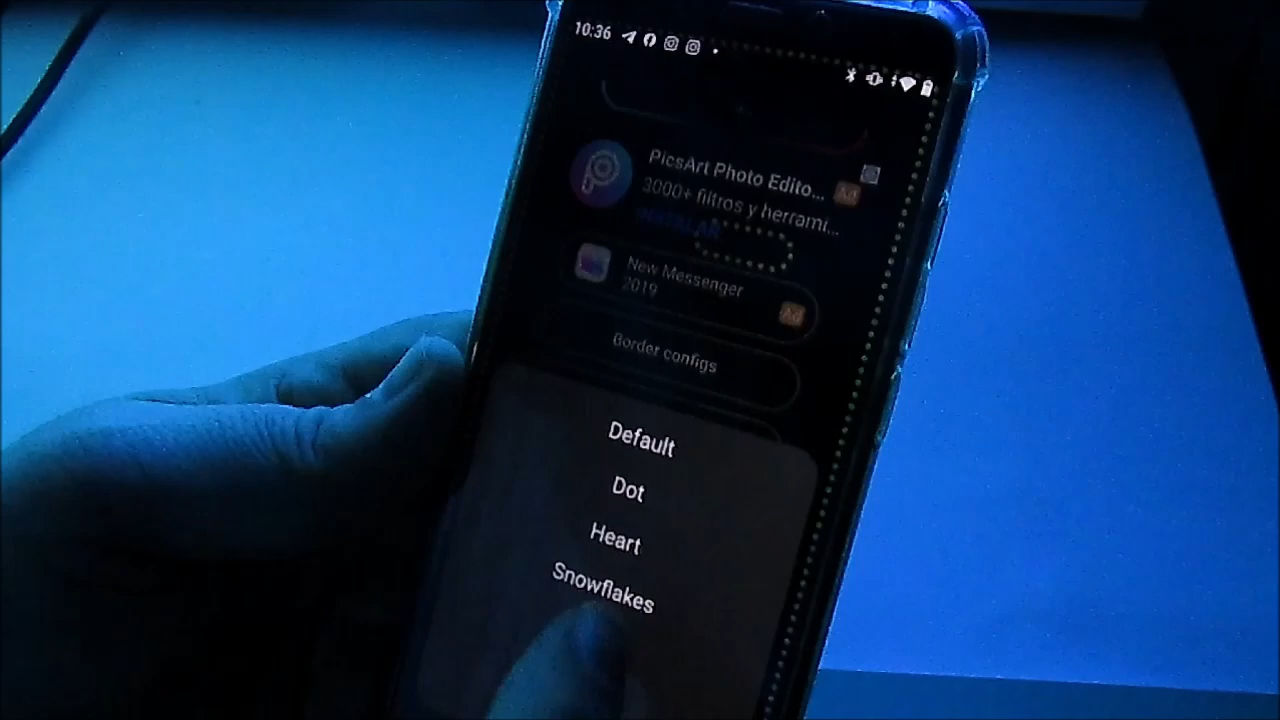 10:36
PicsArt Photo Edito...
Ad
3000+ filtros y herrami...
INSTALAR
New Messenger
2019
Ad
Border configs
Default
Dot
Heart
Snowflakes